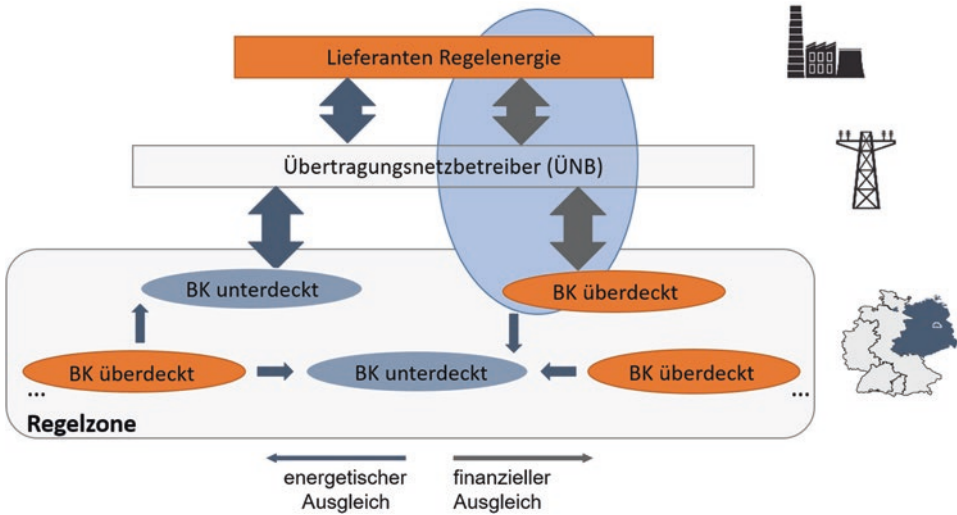 Lieferanten Regelenergie
Übertragungsnetzbetreiber (ÜNB)
BK unterdeckt
BK überdeckt
BK überdeckt
BK unterdeckt
BK überdeckt
...
...
Regelzone
energetischer
Ausgleich
finanzieller
Ausgleich